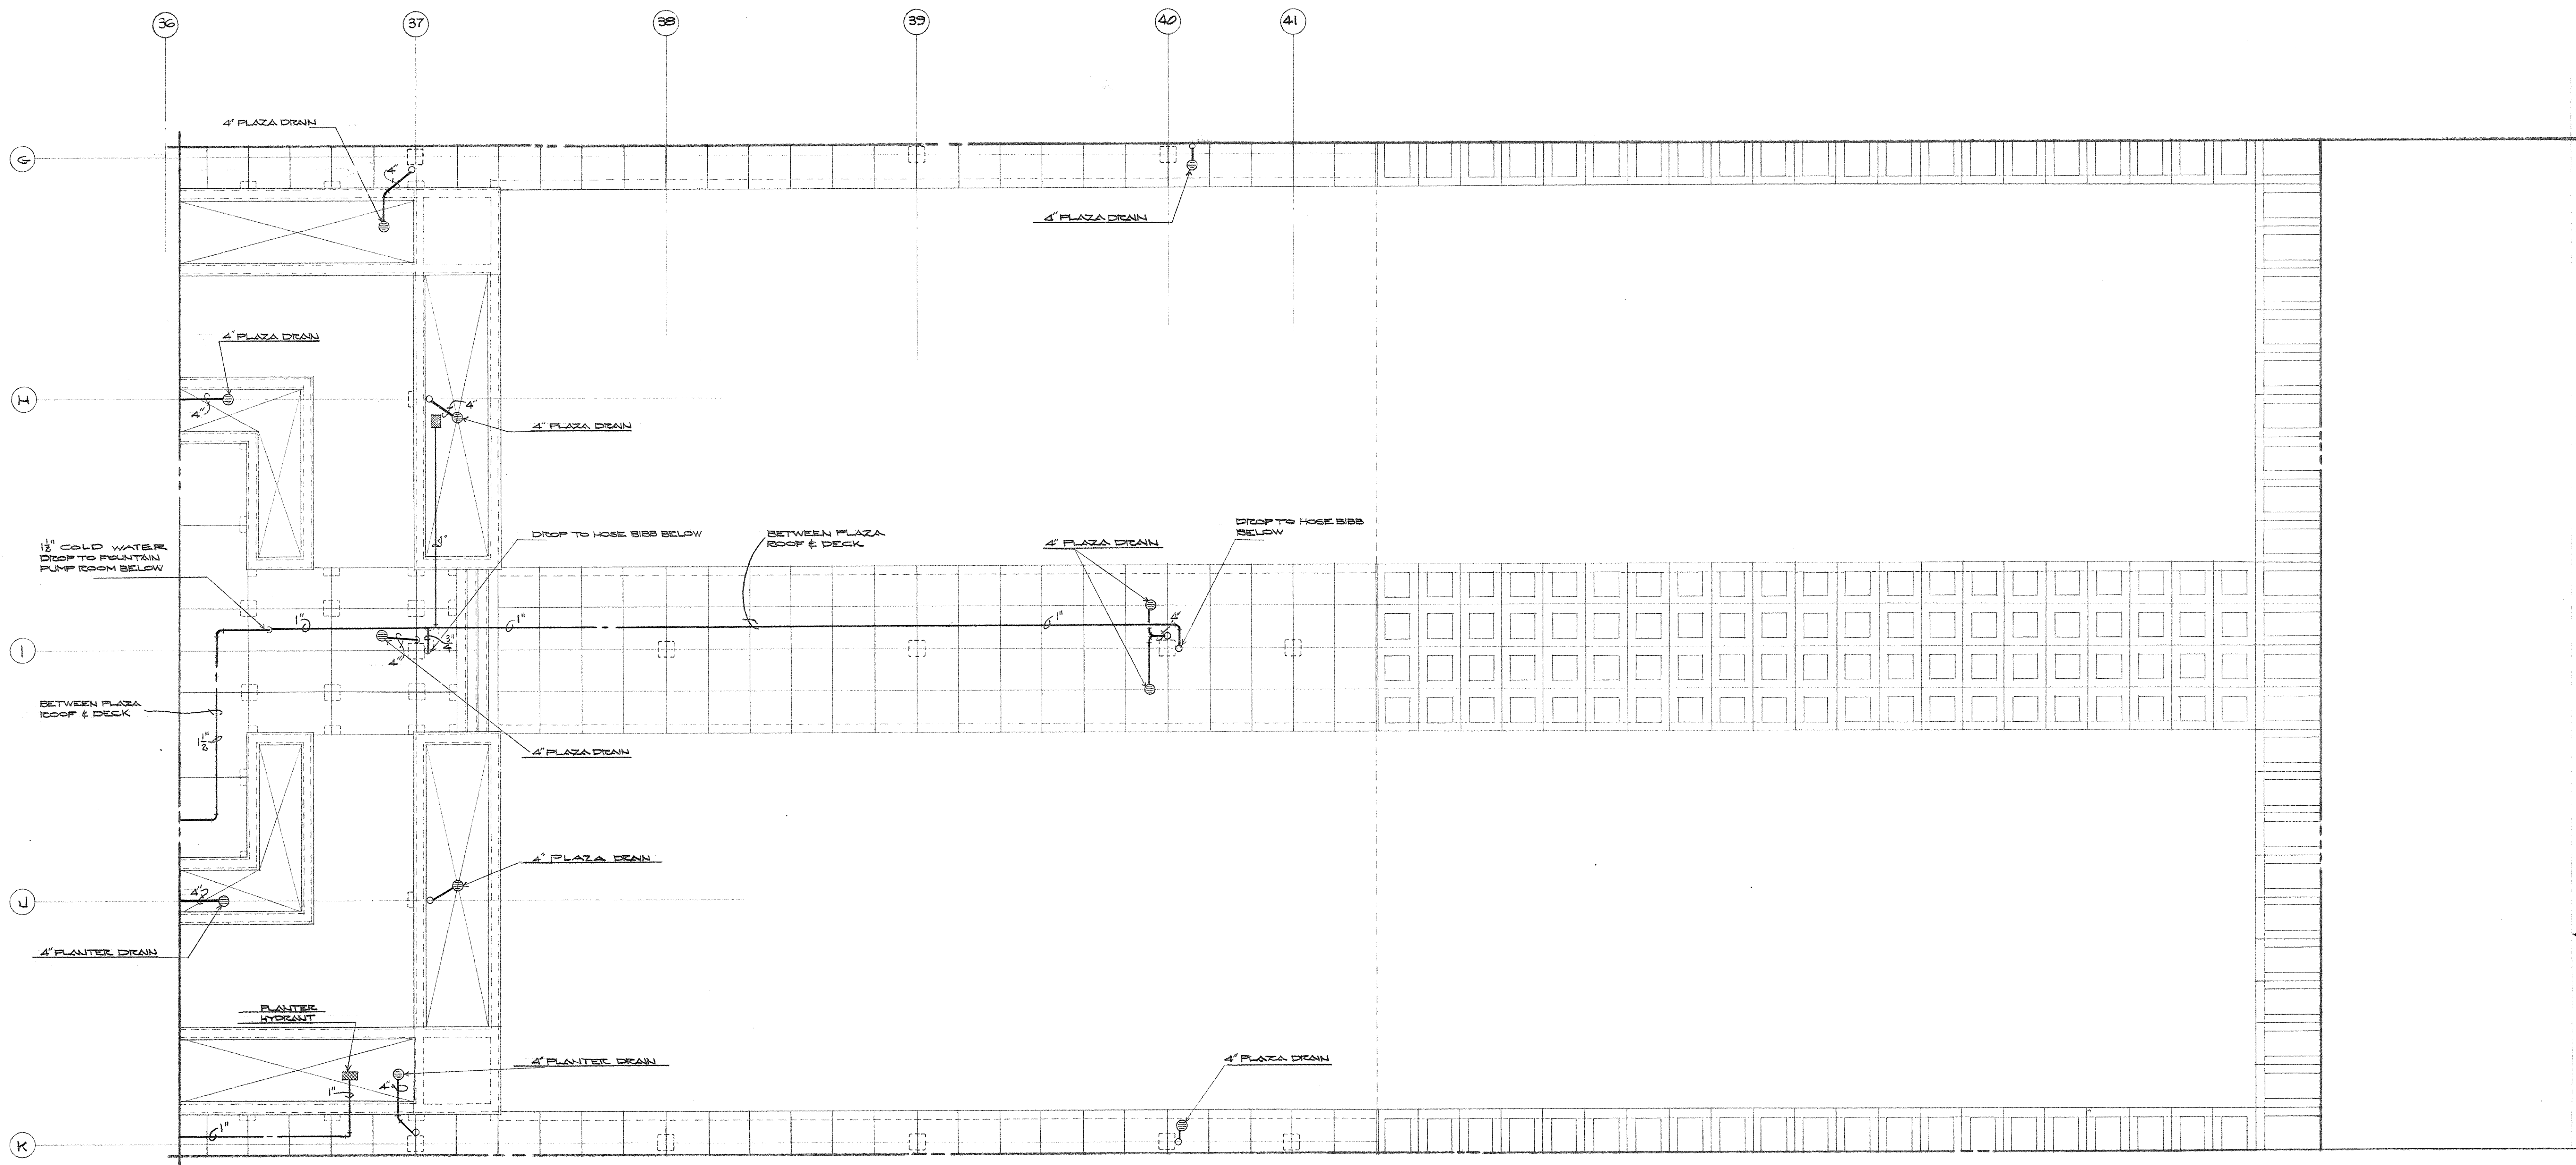 36
37
38
39
40
41
4" PLAZA DRAIN
G
4"
4" PLAZA DRAIN
4" PLAZA DRAIN
H
4"
4"
4" PLAZA DRAIN
1½" COLD WATER
DROP TO FOUNTAIN
PUMP ROOM BELOW
1"
DROP TO HOSE BIBB BELOW
BETWEEN PLAZA
ROOF & DECK
4" PLAZA DRAIN
DROP TO HOSE BIBB
BELOW
1"
1"
1"
4"
I
4"
3/4"
BETWEEN PLAZA
ROOF & DECK
1½"
4" PLAZA DRAIN
4" PLAZA DRAIN
J
4"
4" PLANTER DRAIN
PLANTER
HYDRANT
4" PLANTER DRAIN
4" PLAZA DRAIN
1"
4"
K
1"